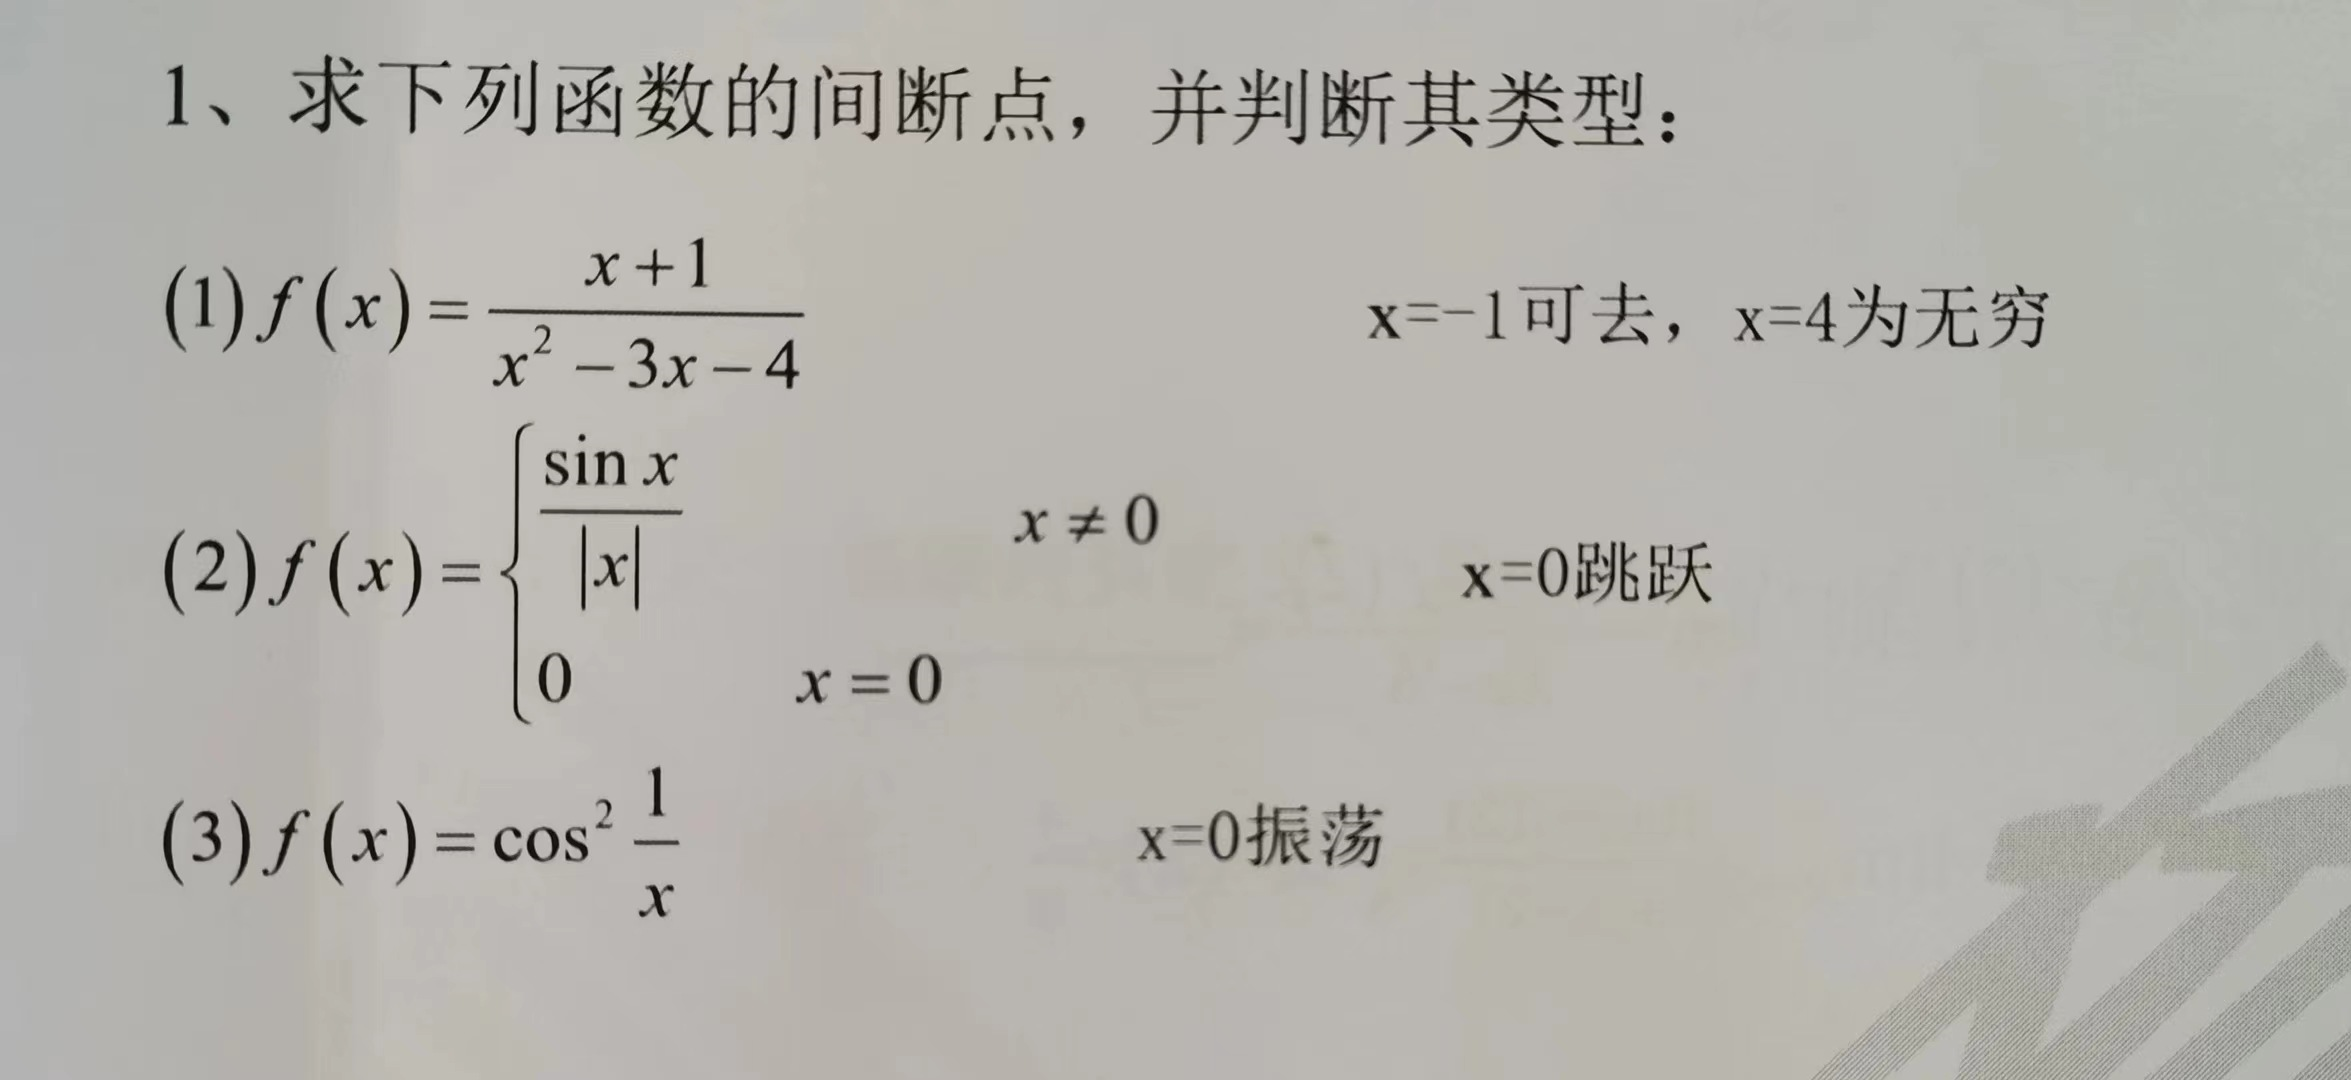 1、求下列函数的间断点，并判断其类型：
(1) f(x) = \frac{x+1}{x^2-3x-4}  x=-1可去，x=4为无穷
(2) f(x) = \begin{cases} \frac{\sin x}{|x|} & x \neq 0 \\ 0 & x = 0 \end{cases}  x=0跳跃
(3) f(x) = \cos^2 \frac{1}{x}  x=0振荡